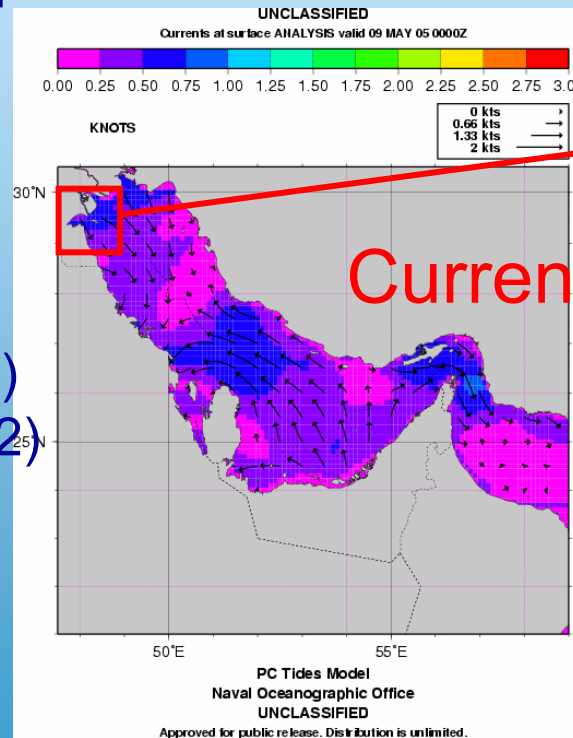 UNCLASSIFIED
Currents at surface ANALYSIS valid 09 MAY 05 0000Z
0.00 0.25 0.50 0.75 1.00 1.25 1.50 1.75 2.00 2.25 2.50 2.75 3.0
KNOTS
0 kts
0.66 kts
1.33 kts
2 kts
30°N
Curren
)
2)
25°N
50°E 55°E
PC Tides Model
Naval Oceanographic Office
UNCLASSIFIED
Approved for public release. Distribution is unlimited.